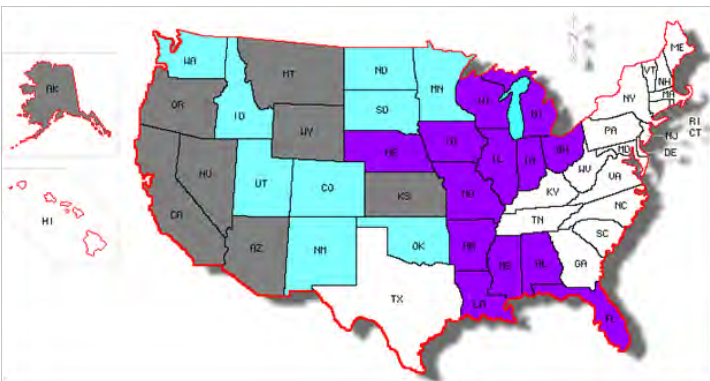 ME
WA
VT
MT
ND
NH
MN
AK
MA
NY
WI
OR
MI
SD
ID
RI
CT
WY
PA
NJ
IA
MD
DE
NE
OH
IL
IN
WV
NV
UT
CO
VA
KY
MO
KS
CA
NC
HI
TN
OK
AR
SC
AZ
NM
GA
MS
AL
TX
LA
FL